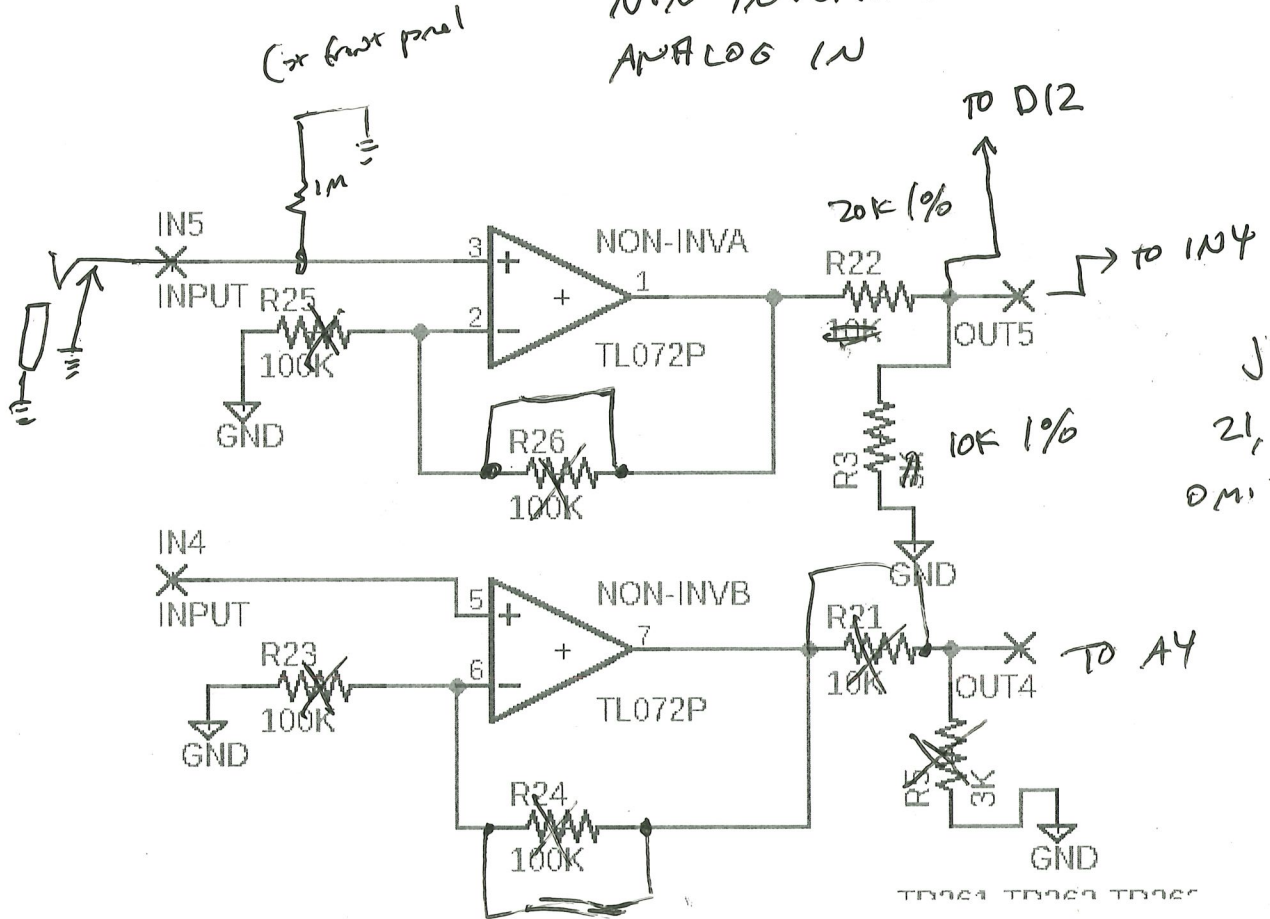 ANALOG IN
front panel
TO D12
1M
20K 1%
IN5
3
+
NON-INVA
R22
TO IN4
INPUT
R25
1
+
2
-
10K
OUT5
100K
TL072P
GND
R26
R3
10K 1%
21,
100K
IN4
GND
INPUT
5
+
NON-INVB
R21
R23
7
+
6
-
10K
OUT4
TO A4
100K
TL072P
GND
R5
3K
R24
100K
GND